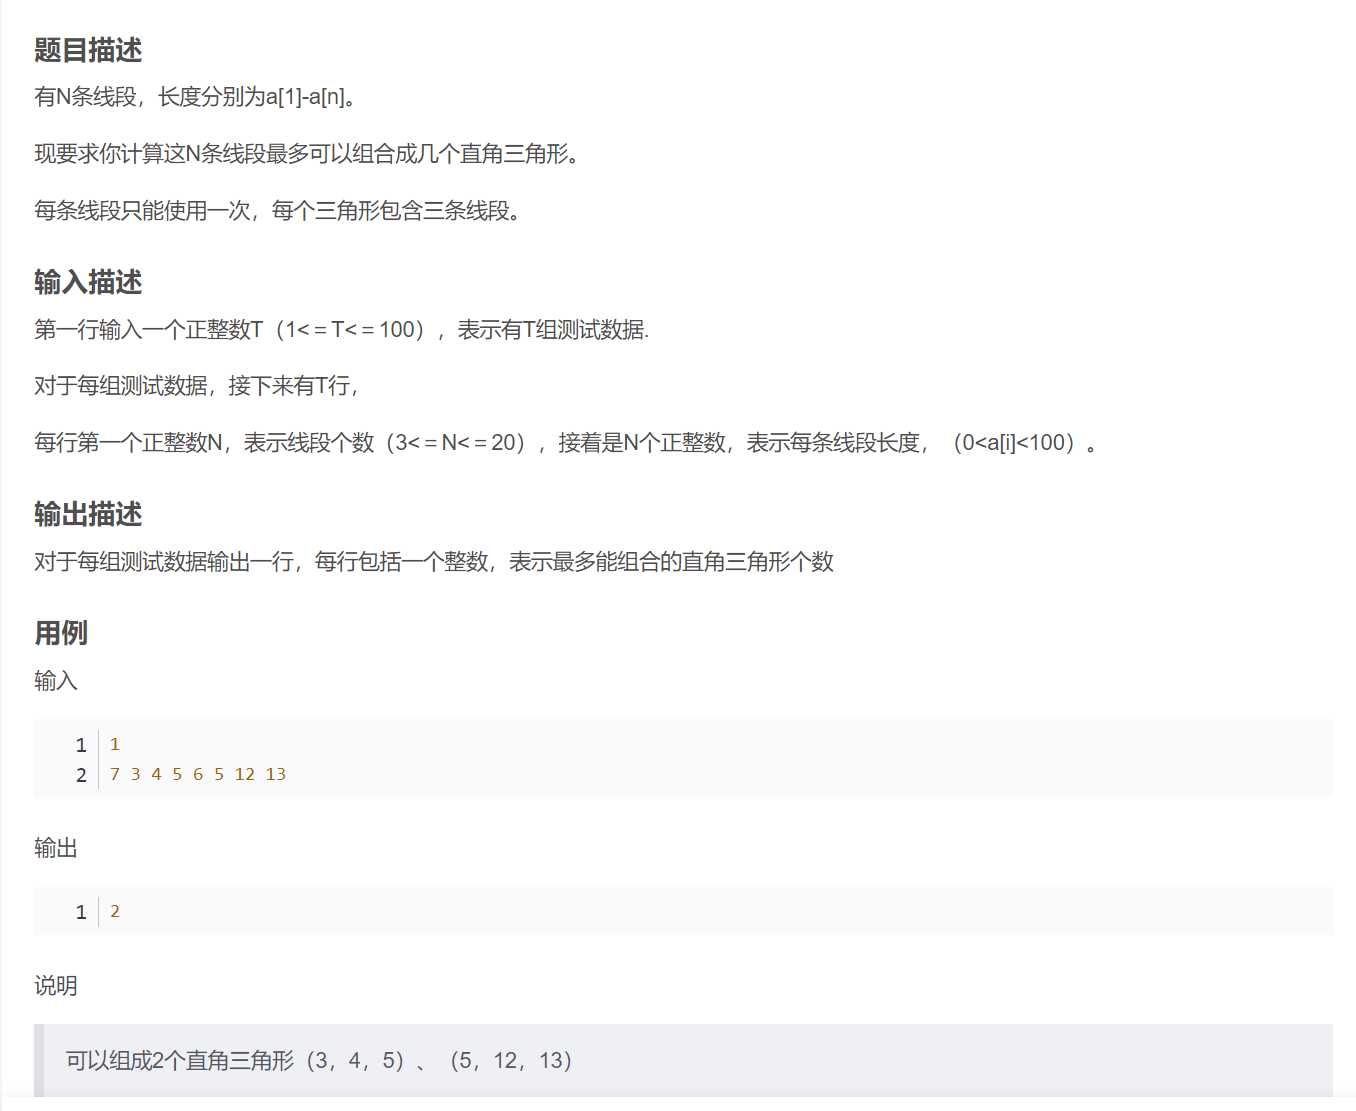 题目描述
有N条线段，长度分别为a[1]-a[n]。
现要求你计算这N条线段最多可以组合成几个直角三角形。
每条线段只能使用一次，每个三角形包含三条线段。
输入描述
第一行输入一个正整数T（1<＝T<＝100），表示有T组测试数据.
对于每组测试数据，接下来有T行，
每行第一个正整数N，表示线段个数（3<＝N<＝20），接着是N个正整数，表示每条线段长度，（0<a[i]<100）。
输出描述
对于每组测试数据输出一行，每行包括一个整数，表示最多能组合的直角三角形个数
用例
输入
1 1
2 7 3 4 5 6 5 12 13
输出
1 2
说明
可以组成2个直角三角形（3，4，5）、（5，12，13）